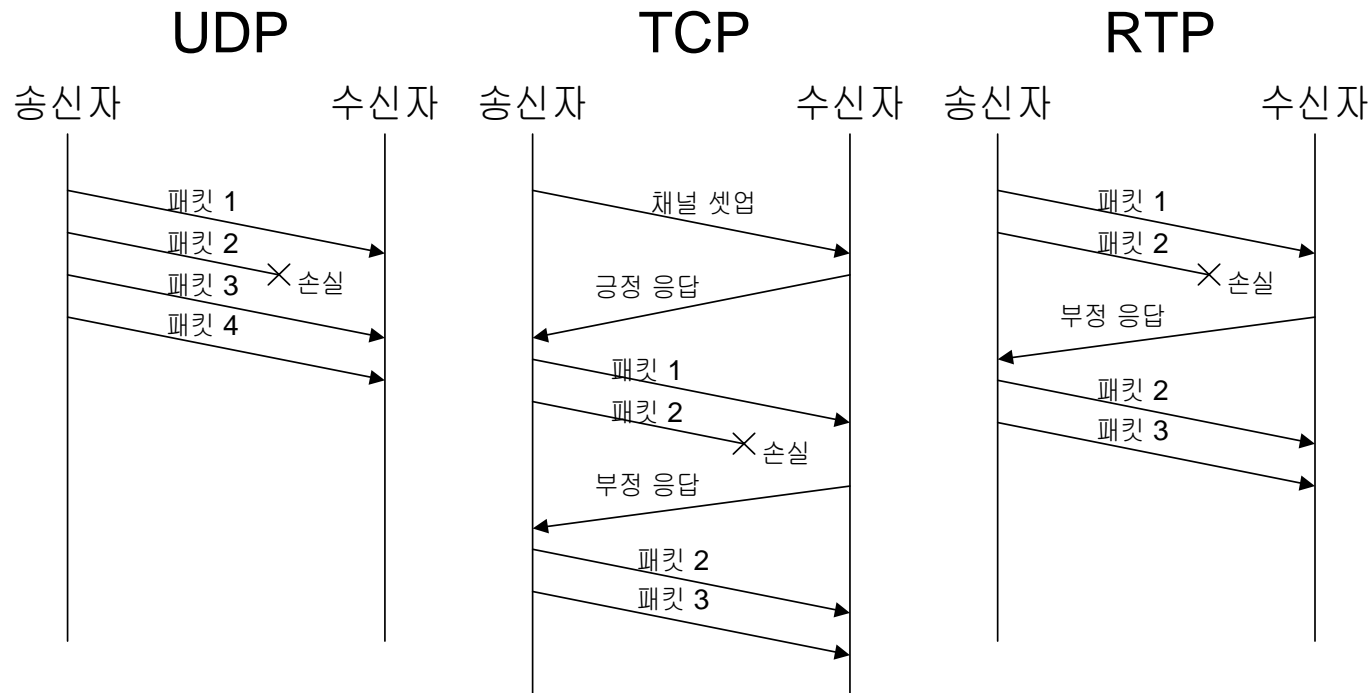 UDP
송신자
수신자
패킷 1
패킷 2
손실
패킷 3
패킷 4
TCP
송신자
수신자
채널 셋업
긍정 응답
패킷 1
패킷 2
손실
부정 응답
패킷 2
패킷 3
RTP
송신자
수신자
패킷 1
패킷 2
손실
부정 응답
패킷 2
패킷 3